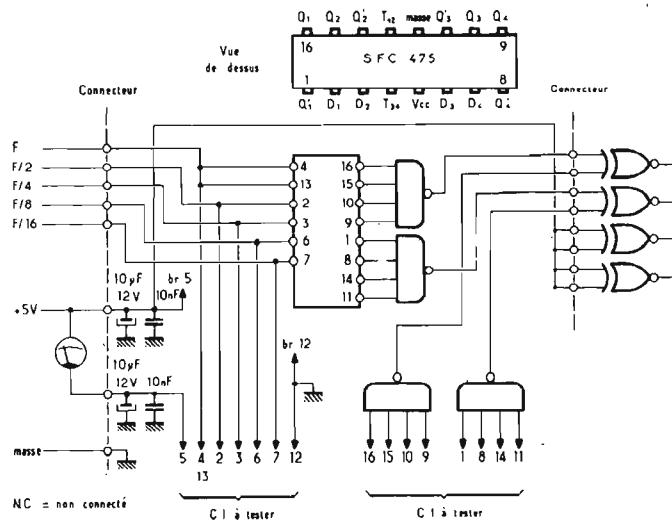 Q1 Q2 Q'2 T12 masse Q'3 Q3 Q4
16 9
Vue de dessus
SFC 475
1 8
Q'1 D1 D2 T34 Vcc D3 D4 Q'4
Connecteur
Connecteur
F
F/2
F/4
F/8
F/16
4
13
2
3
6
7
16
15
10
9
1
8
14
11
10µF 12V 10nF br 5
+5V
10µF 12V 10nF
br 12
masse
5 4 2 3 6 7 12
13
16 15 10 9 1 8 14 11
NC = non connecté
C I à tester
C I à tester